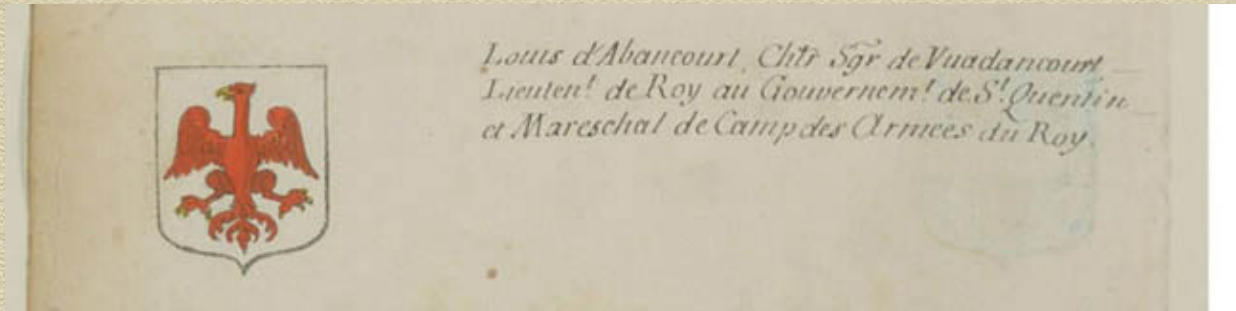 Louis d'Abancourt, Chlr̃ Sgr̃ de Vuadancourt
Lieutent. de Roy au Gouvernemt. de St. Quentin
et Mareschal de Camp des Armees du Roy.